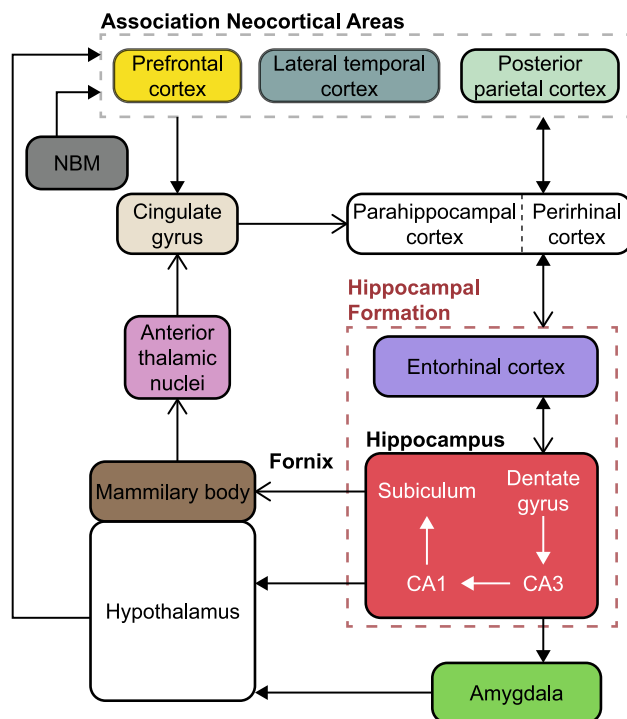 Association Neocortical Areas
Prefrontal
cortex
Lateral temporal
cortex
Posterior
parietal cortex
NBM
Cingulate
gyrus
Parahippocampal
cortex
Perirhinal
cortex
Hippocampal
Formation
Anterior
thalamic
nuclei
Entorhinal cortex
Hippocampus
Fornix
Mammilary body
Subiculum
Dentate
gyrus
CA1
CA3
Hypothalamus
Amygdala